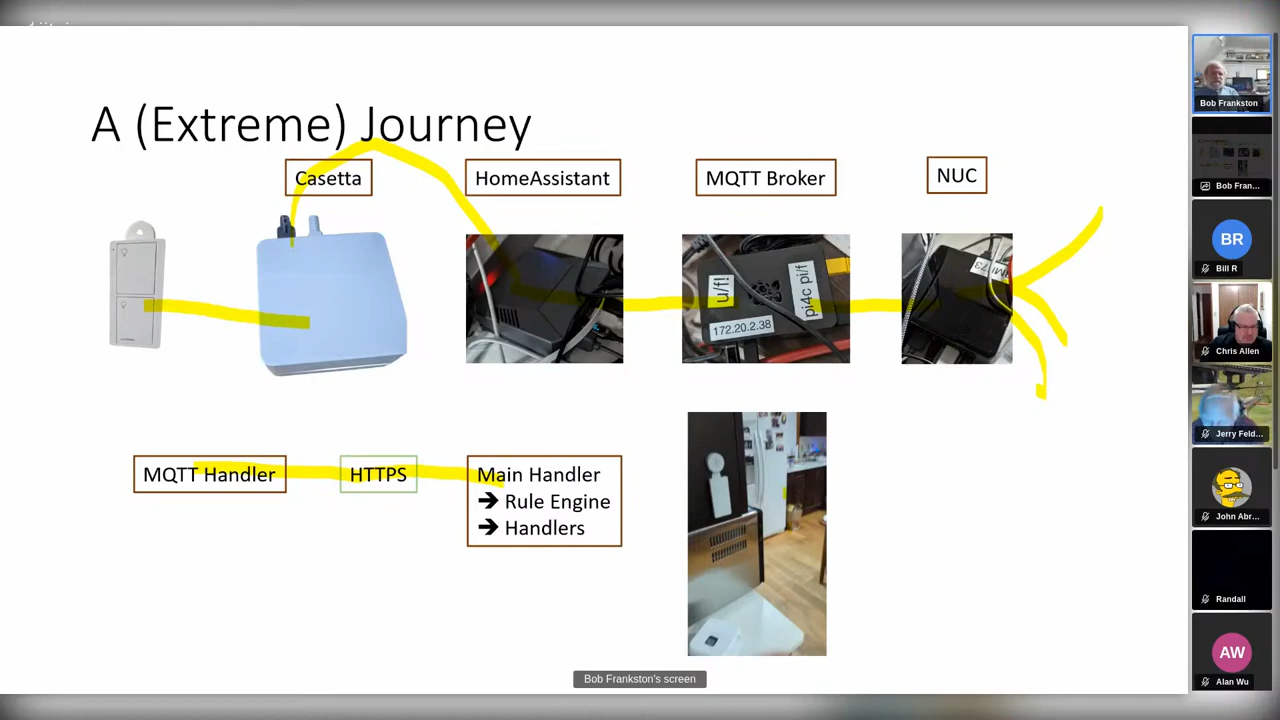 A (Extreme) Journey
Casetta
HomeAssistant
MQTT Broker
NUC
u/f!
pi4c pi/f
172.20.2.38
MQTT Handler
HTTPS
Main Handler
➔ Rule Engine
➔ Handlers
Bob Frankston's screen
Bob Frankston
Bob Fran...
BR
Bill R
Chris Allen
Jerry Feld...
John Abr...
Randall
AW
Alan Wu